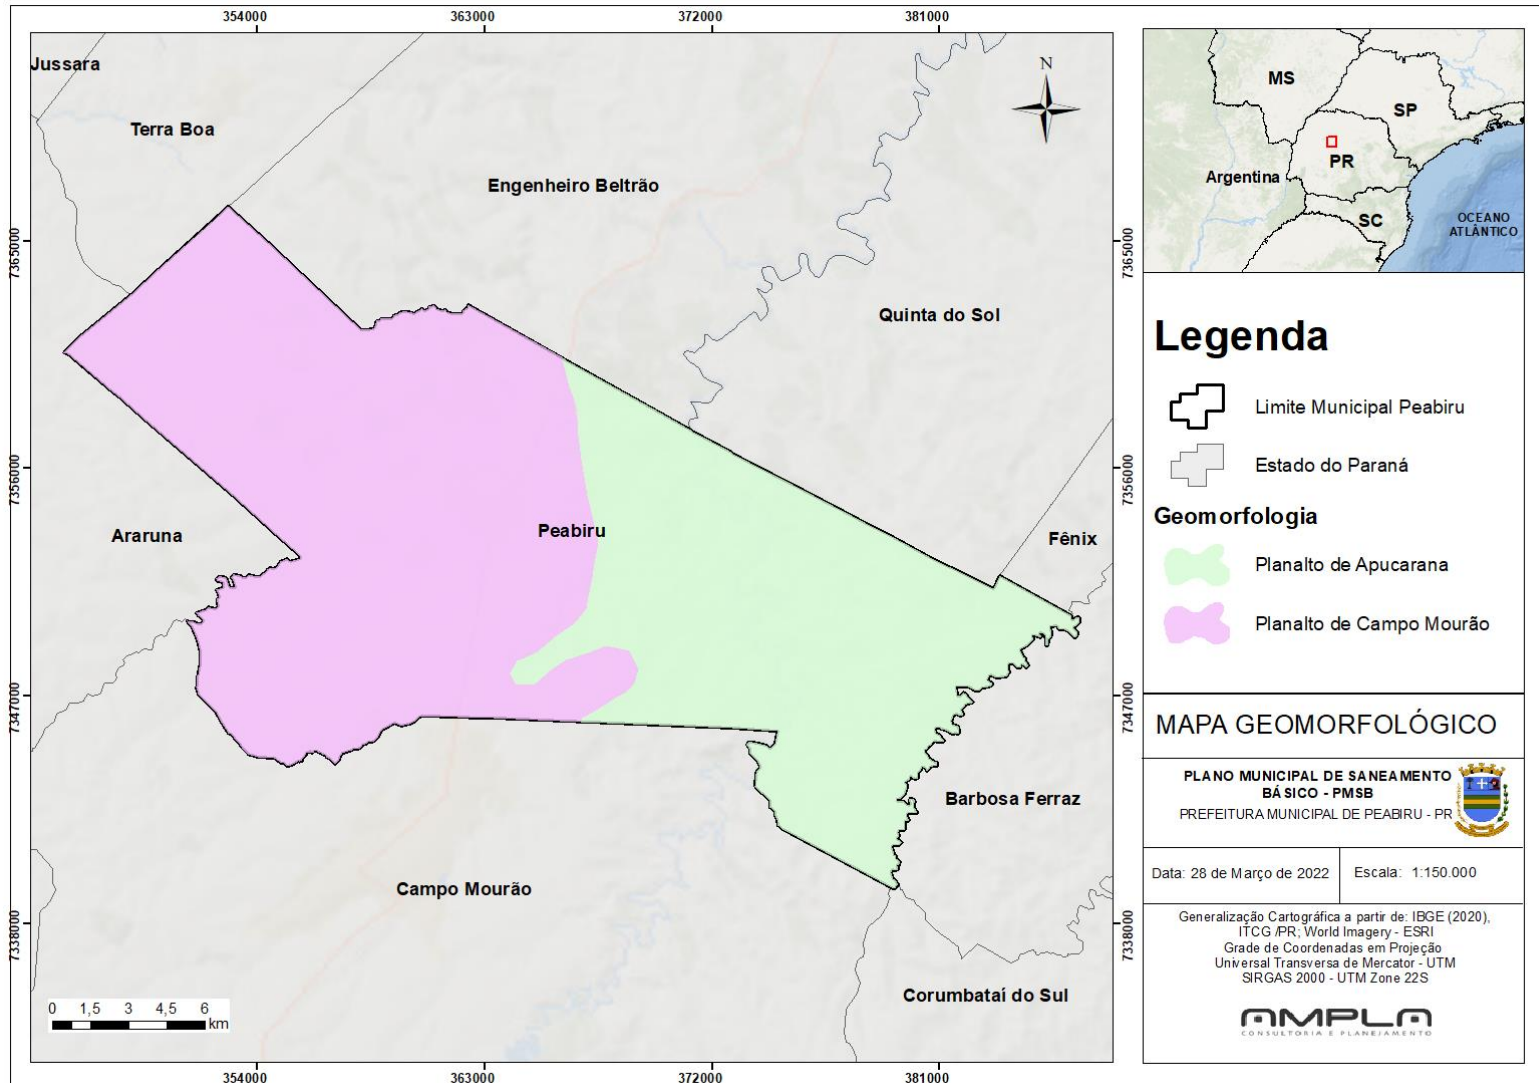 354000
363000
372000
381000
Jussara
Terra Boa
Engenheiro Beltrão
N
7365000
7365000
Quinta do Sol
7356000
7356000
Araruna
Peabiru
Fênix
7347000
7347000
Barbosa Ferraz
Campo Mourão
7338000
7338000
Corumbataí do Sul
0 1,5 3 4,5 6
km
354000
363000
372000
381000
MS
SP
PR
Argentina
SC
OCEANO
ATLÂNTICO
Legenda
Limite Municipal Peabiru
Estado do Paraná
Geomorfologia
Planalto de Apucarana
Planalto de Campo Mourão
MAPA GEOMORFOLÓGICO
PLANO MUNICIPAL DE SANEAMENTO
BÁSICO - PMSB
PREFEITURA MUNICIPAL DE PEABIRU - PR
Data: 28 de Março de 2022
Escala: 1:150.000
Generalização Cartográfica a partir de: IBGE (2020),
ITCG /PR; World Imagery - ESRI
Grade de Coordenadas em Projeção
Universal Transversa de Mercator - UTM
SIRGAS 2000 - UTM Zone 22S
AMPLA
CONSULTORIA E PLANEJAMENTO